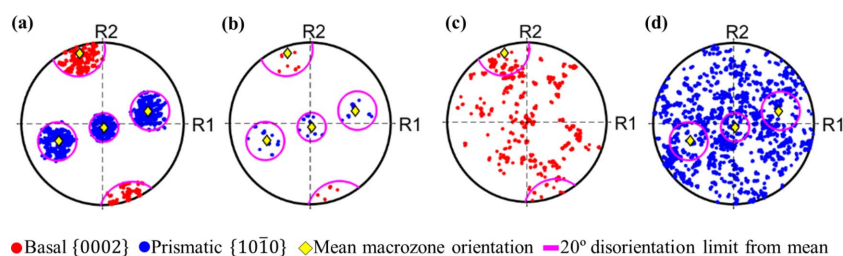 (a) R2 (b) R2 (c) R2 (d) R2
R1 R1 R1
Basal {0002} Prismatic {101̄0} Mean macrozone orientation 20º disorientation limit from mean